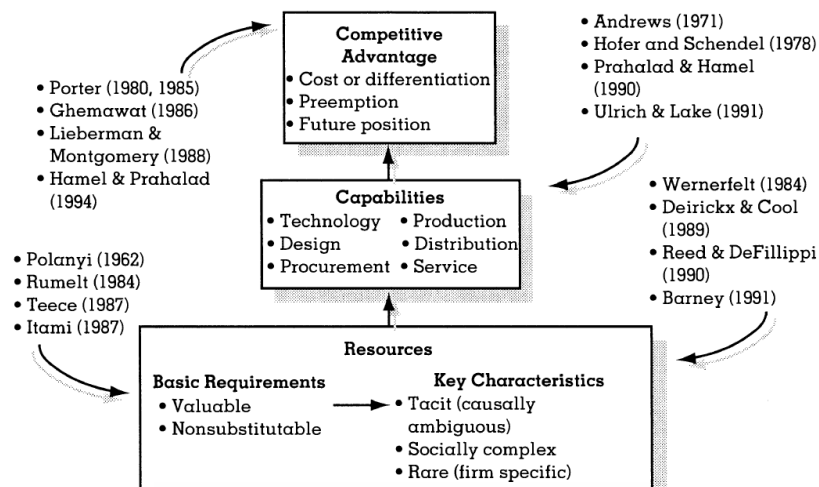 Competitive
Advantage
• Cost or differentiation
• Preemption
• Future position
• Porter (1980, 1985)
• Ghemawat (1986)
• Lieberman &
Montgomery (1988)
• Hamel & Prahalad
(1994)
• Andrews (1971)
• Hofer and Schendel (1978)
• Prahalad & Hamel
(1990)
• Ulrich & Lake (1991)
Capabilities
• Technology • Production
• Design • Distribution
• Procurement • Service
• Wernerfelt (1984)
• Deirickx & Cool
(1989)
• Reed & DeFillippi
(1990)
• Barney (1991)
• Polanyi (1962)
• Rumelt (1984)
• Teece (1987)
• Itami (1987)
Resources
Basic Requirements
• Valuable
• Nonsubstitutable
Key Characteristics
• Tacit (causally
ambiguous)
• Socially complex
• Rare (firm specific)